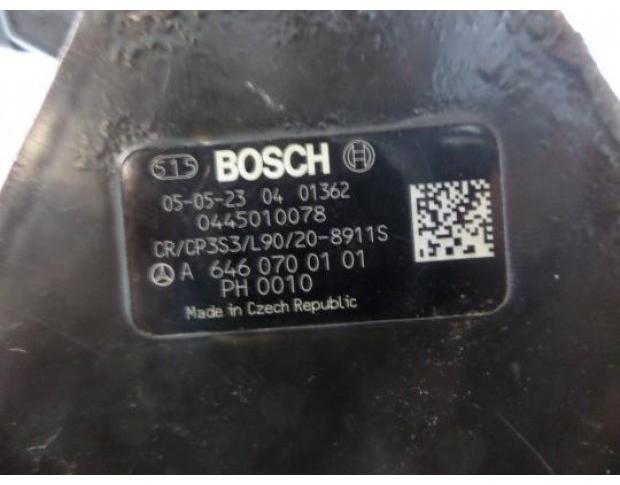 515 BOSCH
05-05-23 04 01362
0445010078
CR/CP3S3/L90/20-8911S
A 646 070 01 01
PH 0010
Made in Czech Republic